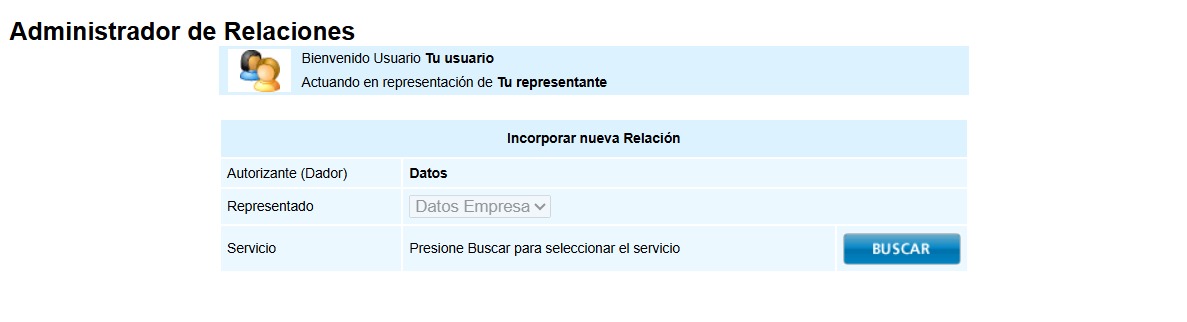 Administrador de Relaciones
Bienvenido Usuario Tu usuario
Actuando en representación de Tu representante
Incorporar nueva Relación
Autorizante (Dador) Datos
Representado Datos Empresa
Servicio Presione Buscar para seleccionar el servicio BUSCAR